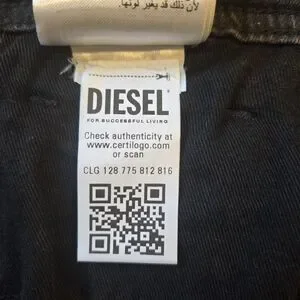 لأن ذلك قد يغير لونها.
DIESEL
FOR SUCCESSFUL LIVING
Check authenticity at
www.certilogo.com
or scan
CLG 128 775 812 816